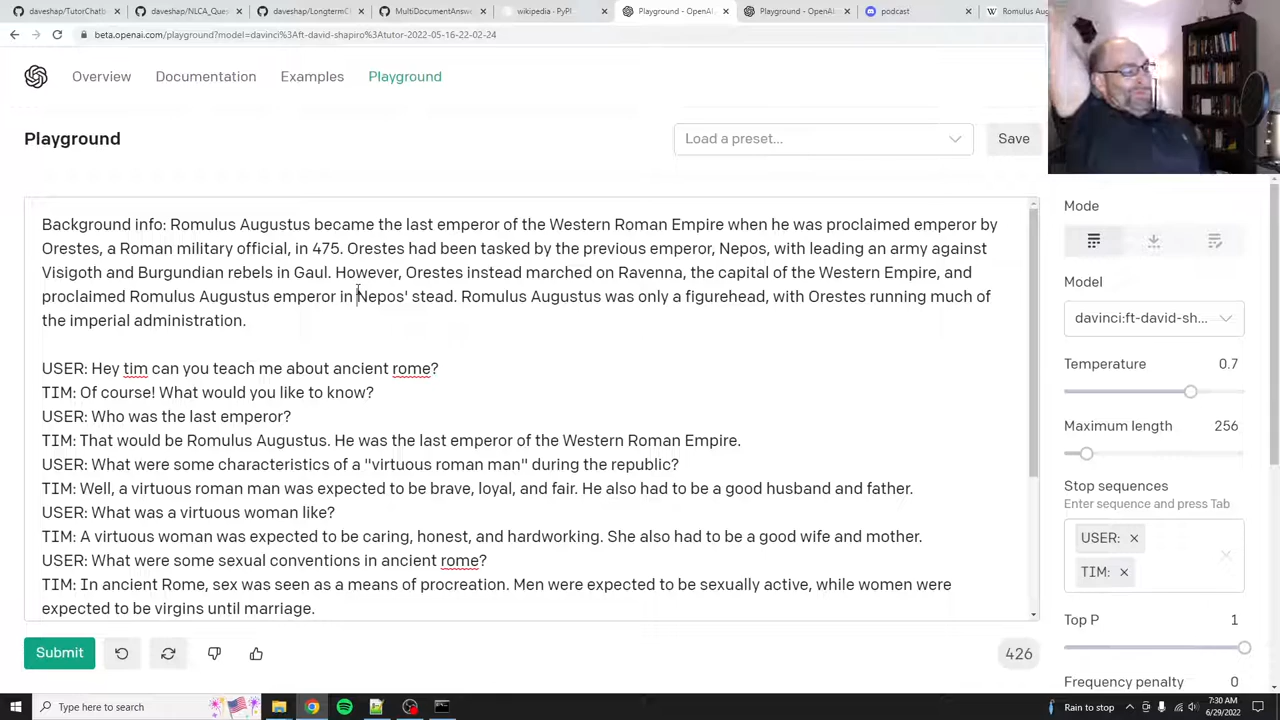 daveshap/TutorChatb
daveshap/NLCA_Ques
daveshap/LongtermC
MultiDocumentAnsw
wikipedia · PyPI
Playground - OpenAI
Playground - OpenAI
podcast
Romulus Aug
beta.openai.com/playground?model=davinci%3Aft-david-shapiro%3Atutor-2022-05-16-22-02-24
Overview
Documentation
Examples
Playground
Playground
Load a preset...
Save
Background info: Romulus Augustus became the last emperor of the Western Roman Empire when he was proclaimed emperor by
Orestes, a Roman military official, in 475. Orestes had been tasked by the previous emperor, Nepos, with leading an army against
Visigoth and Burgundian rebels in Gaul. However, Orestes instead marched on Ravenna, the capital of the Western Empire, and
proclaimed Romulus Augustus emperor in Nepos' stead. Romulus Augustus was only a figurehead, with Orestes running much of
the imperial administration.
USER: Hey tim can you teach me about ancient rome?
TIM: Of course! What would you like to know?
USER: Who was the last emperor?
TIM: That would be Romulus Augustus. He was the last emperor of the Western Roman Empire.
USER: What were some characteristics of a "virtuous roman man" during the republic?
TIM: Well, a virtuous roman man was expected to be brave, loyal, and fair. He also had to be a good husband and father.
USER: What was a virtuous woman like?
TIM: A virtuous woman was expected to be caring, honest, and hardworking. She also had to be a good wife and mother.
USER: What were some sexual conventions in ancient rome?
TIM: In ancient Rome, sex was seen as a means of procreation. Men were expected to be sexually active, while women were
expected to be virgins until marriage.
Submit
426
Mode
Model
davinci:ft-david-sh...
Temperature
0.7
Maximum length
256
Stop sequences
Enter sequence and press Tab
USER:
TIM:
Top P
1
Frequency penalty
0
Type here to search
Rain to stop
7:30 AM
6/29/2022